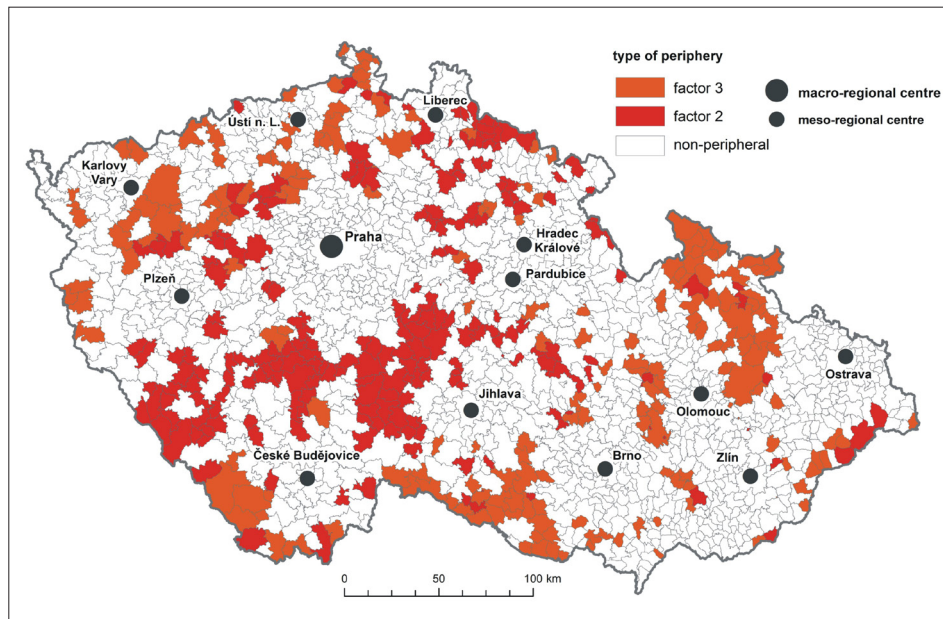 type of periphery
factor 3
factor 2
non-peripheral
macro-regional centre
meso-regional centre
Liberec
Ústí n. L.
Karlovy
Vary
Praha
Hradec
Králové
Pardubice
Plzeň
Ostrava
Jihlava
Olomouc
České Budějovice
Brno
Zlín
0 50 100 km